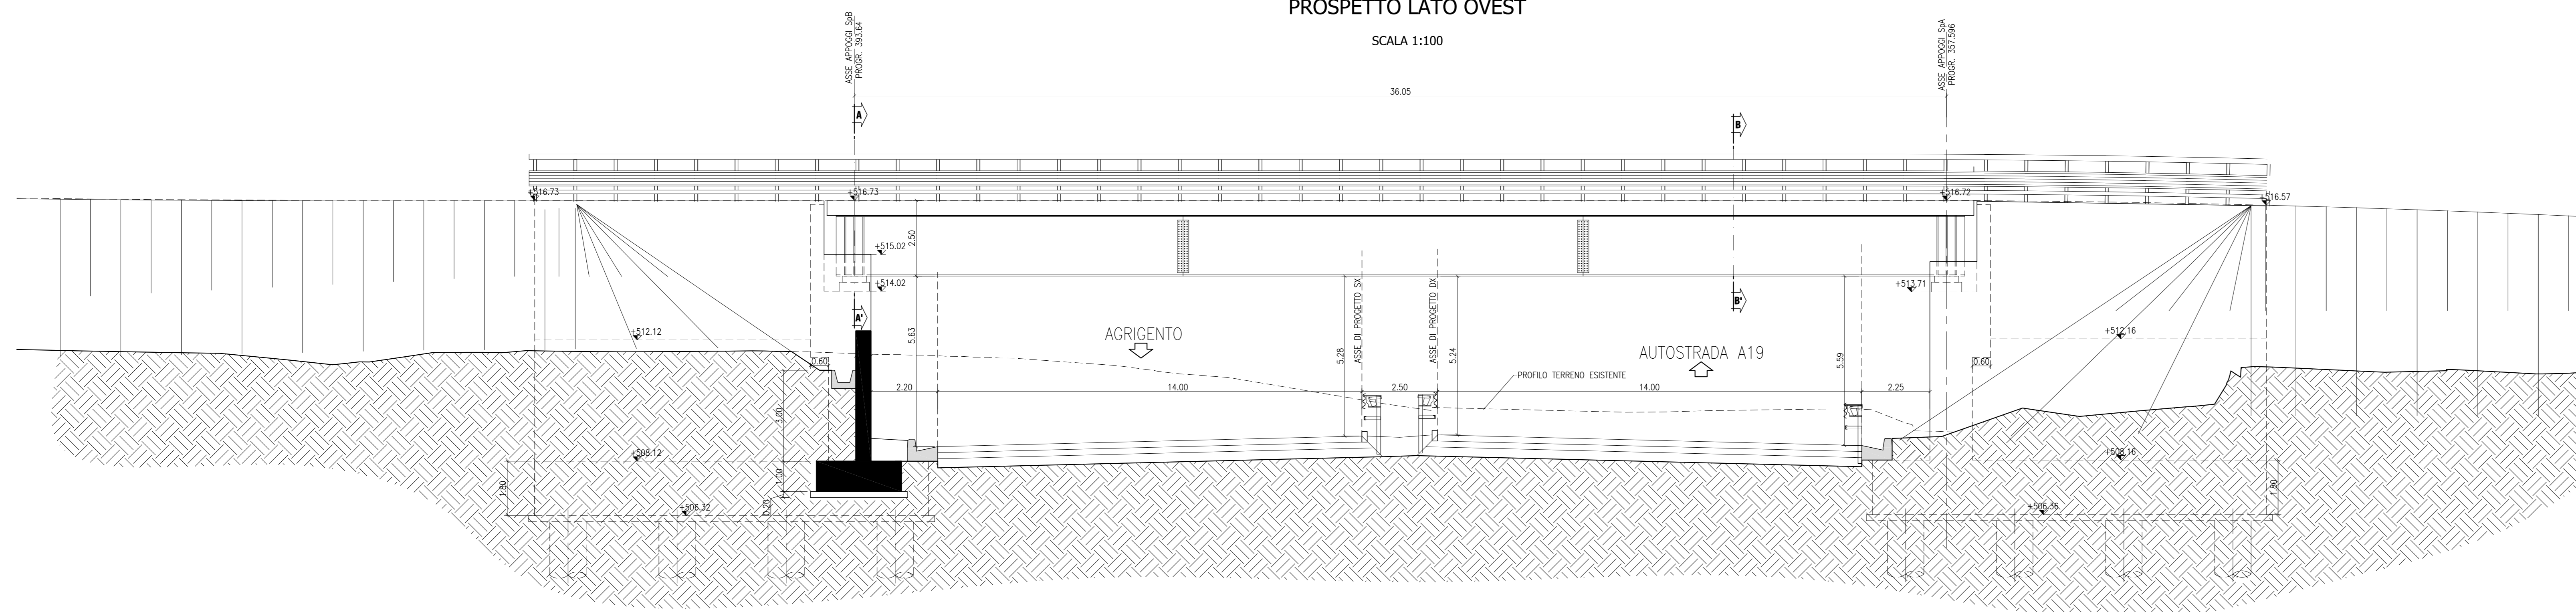 PROSPETTO LATO OVEST
SCALA 1:100
ASSE APPOGGI SpB
PROGR. 393.64
ASSE APPOGGI SpA
PROGR. 357.596
36.05
A
B
+516.73
+516.73
+516.72
+516.57
2.50
+515.02
+514.02
+513.71
A'
B'
+512.12
+512.16
5.63
AGRIGENTO
5.28
ASSE DI PROGETTO SX
ASSE DI PROGETTO DX
5.24
AUTOSTRADA A19
5.59
0.60
0.60
PROFILO TERRENO ESISTENTE
2.20
14.00
2.50
14.00
2.25
3.00
+508.12
+508.16
1.80
1.00
0.20
1.80
+506.32
+506.36